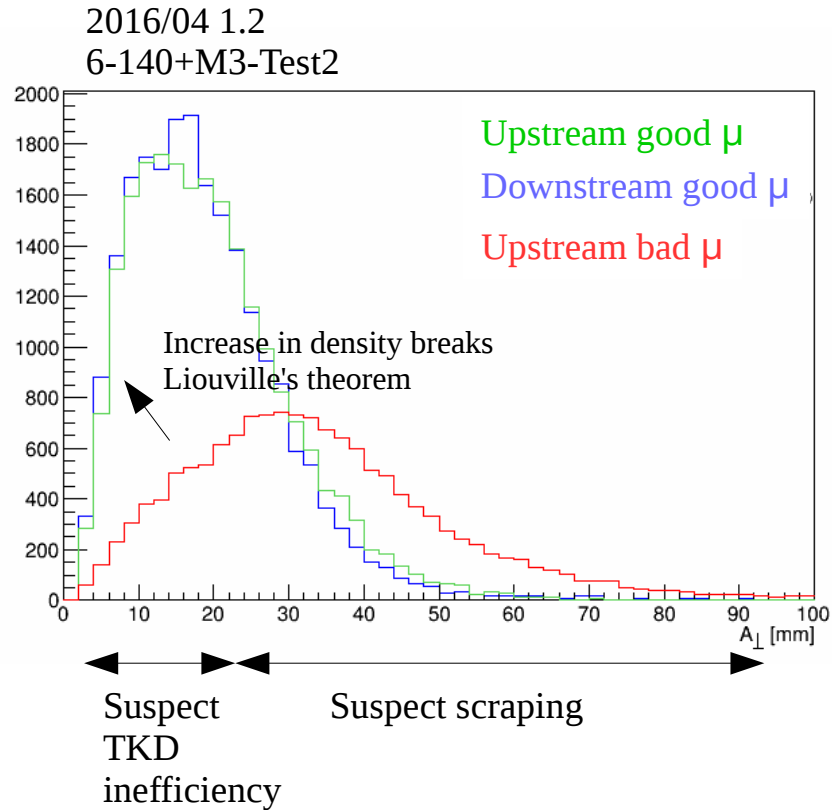 2016/04 1.2
6-140+M3-Test2
2000
1800
1600
1400
1200
1000
800
600
400
200
0
Upstream good μ
Downstream good μ
)
Upstream bad μ
Increase in density breaks
Liouville's theorem
0 10 20 30 40 50 60 70 80 90 100
A⊥ [mm]
Suspect
TKD
inefficiency
Suspect scraping